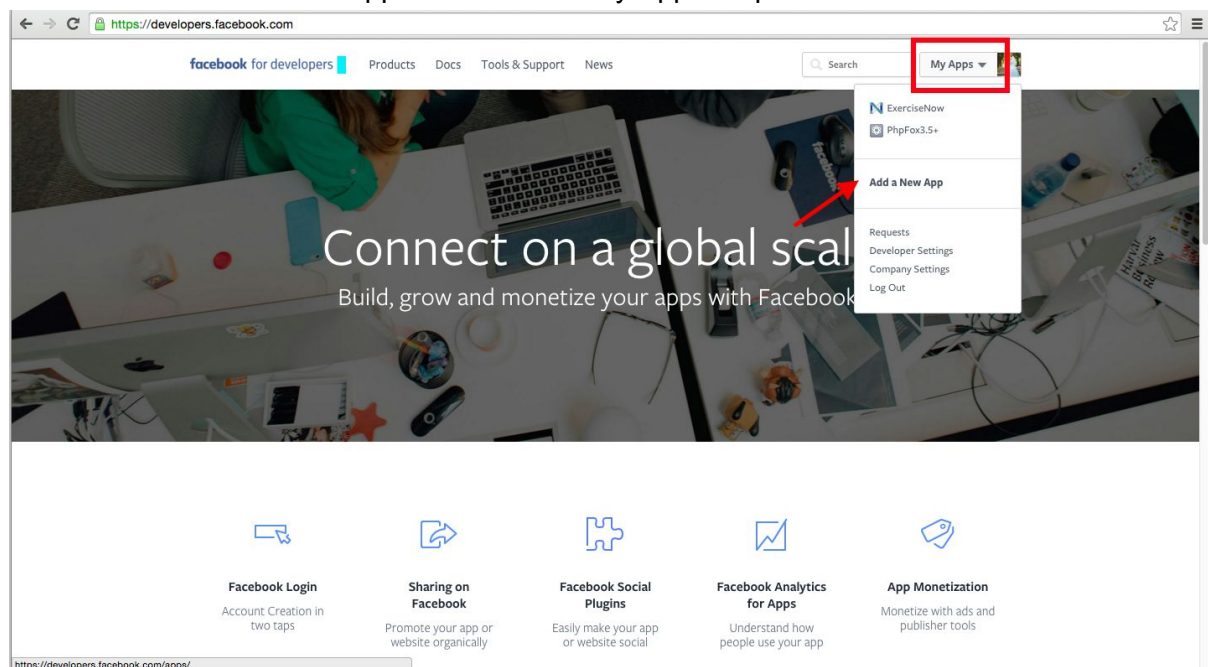 https://developers.facebook.com
facebook for developers Products Docs Tools & Support News Search My Apps
ExerciseNow
PhpFox3.5+
Add a New App
Requests
Developer Settings
Company Settings
Log Out
Connect on a global scal
Build, grow and monetize your apps with Facebook
facebook
Harvard
Business
Facebook Login
Account Creation in
two taps
Sharing on
Facebook
Promote your app or
website organically
Facebook Social
Plugins
Easily make your app
or website social
Facebook Analytics
for Apps
Understand how
people use your app
App Monetization
Monetize with ads and
publisher tools
https://developers.facebook.com/apps/